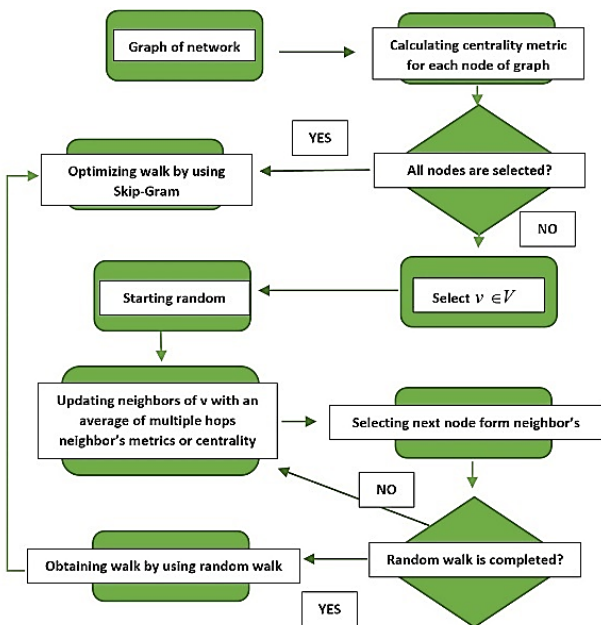 Graph of network
Calculating centrality metric
for each node of graph
YES
Optimizing walk by using
Skip-Gram
All nodes are selected?
NO
Starting random
Select v ∈V
Updating neighbors of v with an
average of multiple hops
neighbor's metrics or centrality
Selecting next node form neighbor's
NO
Obtaining walk by using random walk
Random walk is completed?
YES